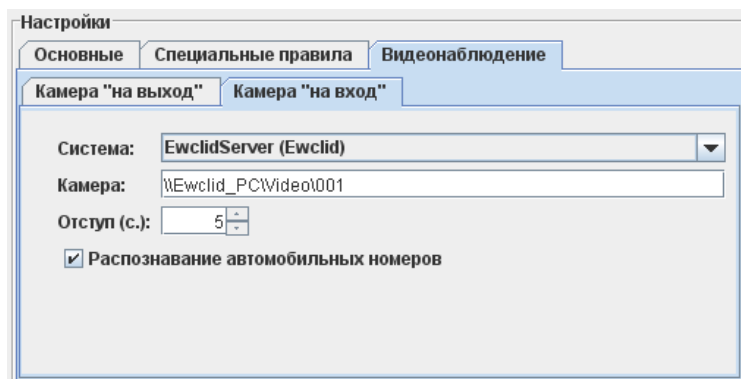 Настройки
Основные Специальные правила Видеонаблюдение
Камера "на выход" Камера "на вход"
Система: EwclidServer (Ewclid)
Камера: \\Ewclid_PC\Video\001
Отступ (с.): 5
Распознавание автомобильных номеров